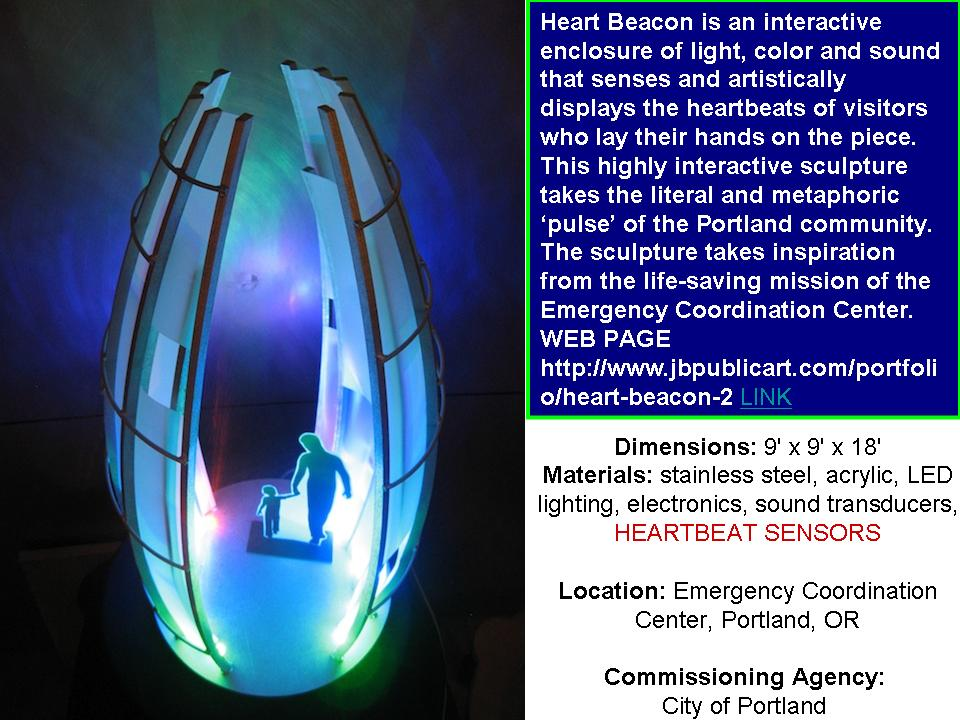 Heart Beacon is an interactive
enclosure of light, color and sound
that senses and artistically
displays the heartbeats of visitors
who lay their hands on the piece.
This highly interactive sculpture
takes the literal and metaphoric
‘pulse’ of the Portland community.
The sculpture takes inspiration
from the life-saving mission of the
Emergency Coordination Center.
WEB PAGE
http://www.jbpublicart.com/portfoli
o/heart-beacon-2 LINK
Dimensions: 9' x 9' x 18'
Materials: stainless steel, acrylic, LED
lighting, electronics, sound transducers,
HEARTBEAT SENSORS
Location: Emergency Coordination
Center, Portland, OR
Commissioning Agency:
City of Portland